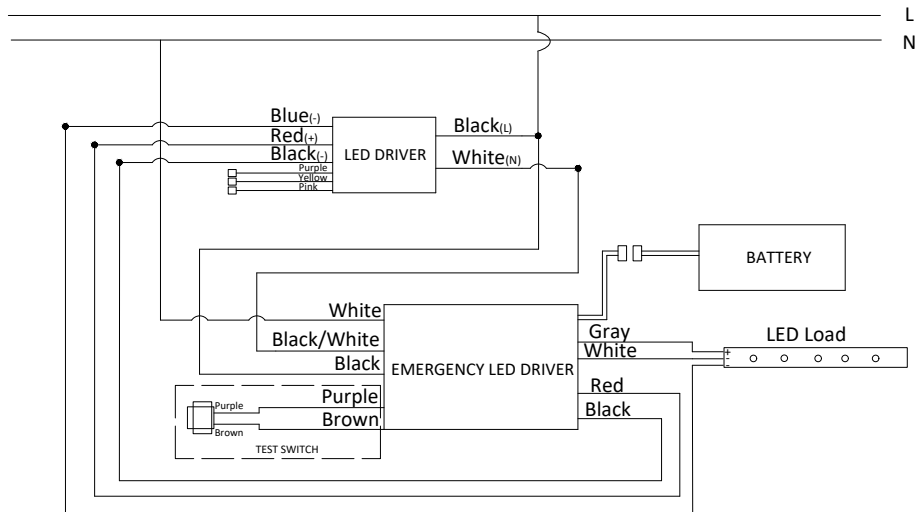 L
N
Blue(-)
Red(+)
Black(-)
Purple
Yellow
Pink
LED DRIVER
Black(L)
White(N)
BATTERY
White
Black/White
Black
Purple
Brown
EMERGENCY LED DRIVER
Gray
White
Red
Black
LED Load
+
-
-
Purple
Brown
TEST SWITCH